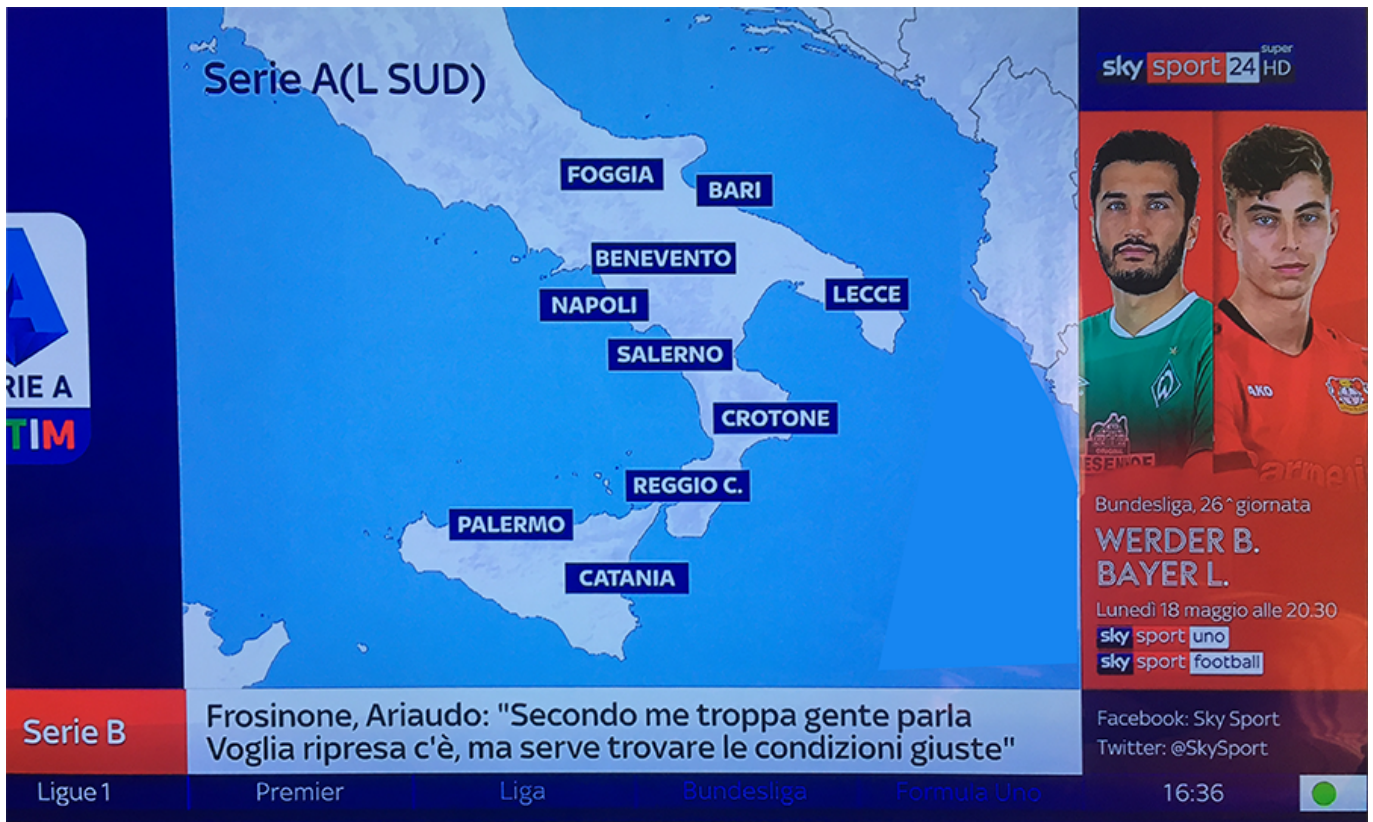 Serie A(L SUD)
FOGGIA
BARI
BENEVENTO
LECCE
NAPOLI
SALERNO
CROTONE
REGGIO C.
PALERMO
CATANIA
RIE A
TIM
sky sport 24 super HD
AKO
Bundesliga, 26^giornata
WERDER B.
BAYER L.
Lunedì 18 maggio alle 20.30
sky sport uno
sky sport football
Serie B
Frosinone, Ariaudo: "Secondo me troppa gente parla
Voglia ripresa c'è, ma serve trovare le condizioni giuste"
Facebook: Sky Sport
Twitter: @SkySport
Ligue 1
Premier
Liga
Bundesliga
Formula Uno
16:36